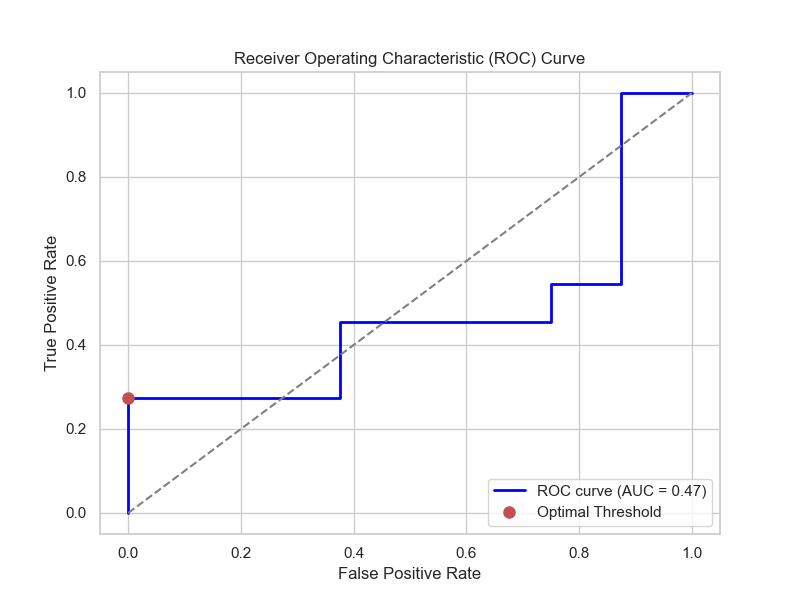 Receiver Operating Characteristic (ROC) Curve
True Positive Rate
1.0
0.8
0.6
0.4
0.2
0.0
ROC curve (AUC = 0.47)
Optimal Threshold
0.0 0.2 0.4 0.6 0.8 1.0
False Positive Rate